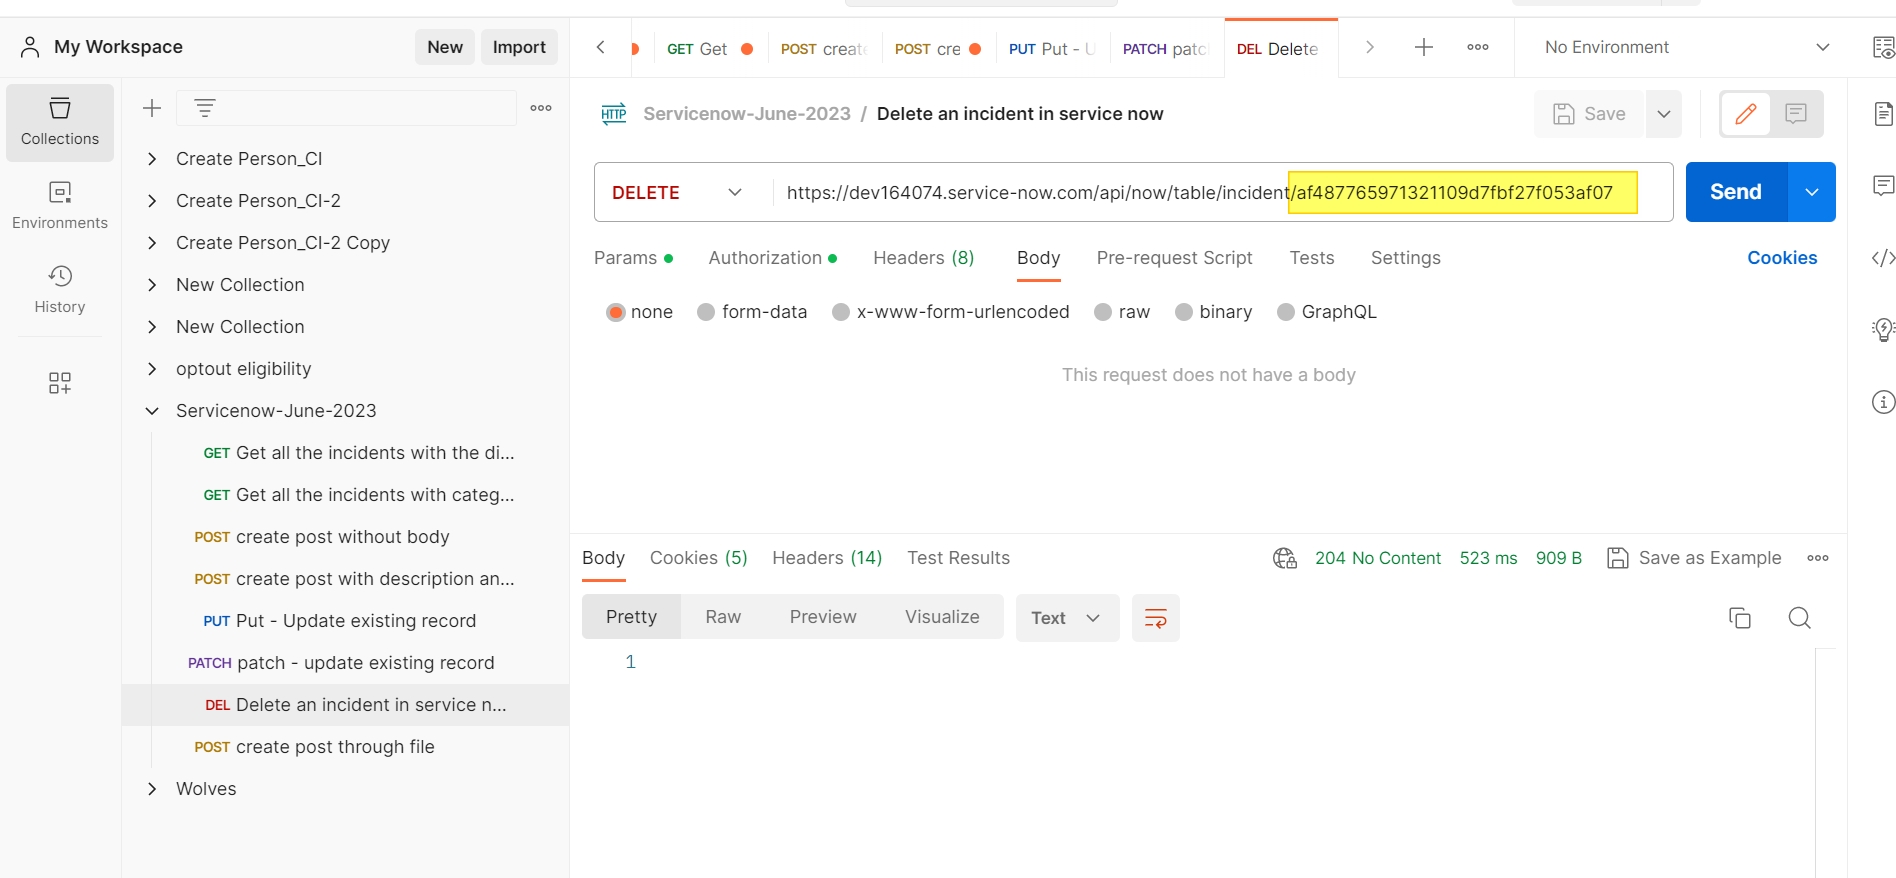 My Workspace
New
Import
GET Get
POST create
POST cre
PUT Put - U
PATCH patc
DEL Delete
No Environment
Collections
Environments
History
Create Person_CI
Create Person_CI-2
Create Person_CI-2 Copy
New Collection
New Collection
optout eligibility
Servicenow-June-2023
GET Get all the incidents with the di...
GET Get all the incidents with categ...
POST create post without body
POST create post with description an...
PUT Put - Update existing record
PATCH patch - update existing record
DEL Delete an incident in service n...
POST create post through file
Wolves
HTTP Servicenow-June-2023 / Delete an incident in service now
Save
DELETE
https://dev164074.service-now.com/api/now/table/incident/af487765971321109d7fbf27f053af07
Send
Params
Authorization
Headers (8)
Body
Pre-request Script
Tests
Settings
Cookies
none
form-data
x-www-form-urlencoded
raw
binary
GraphQL
This request does not have a body
Body
Cookies (5)
Headers (14)
Test Results
204 No Content
523 ms
909 B
Save as Example
Pretty
Raw
Preview
Visualize
Text
1